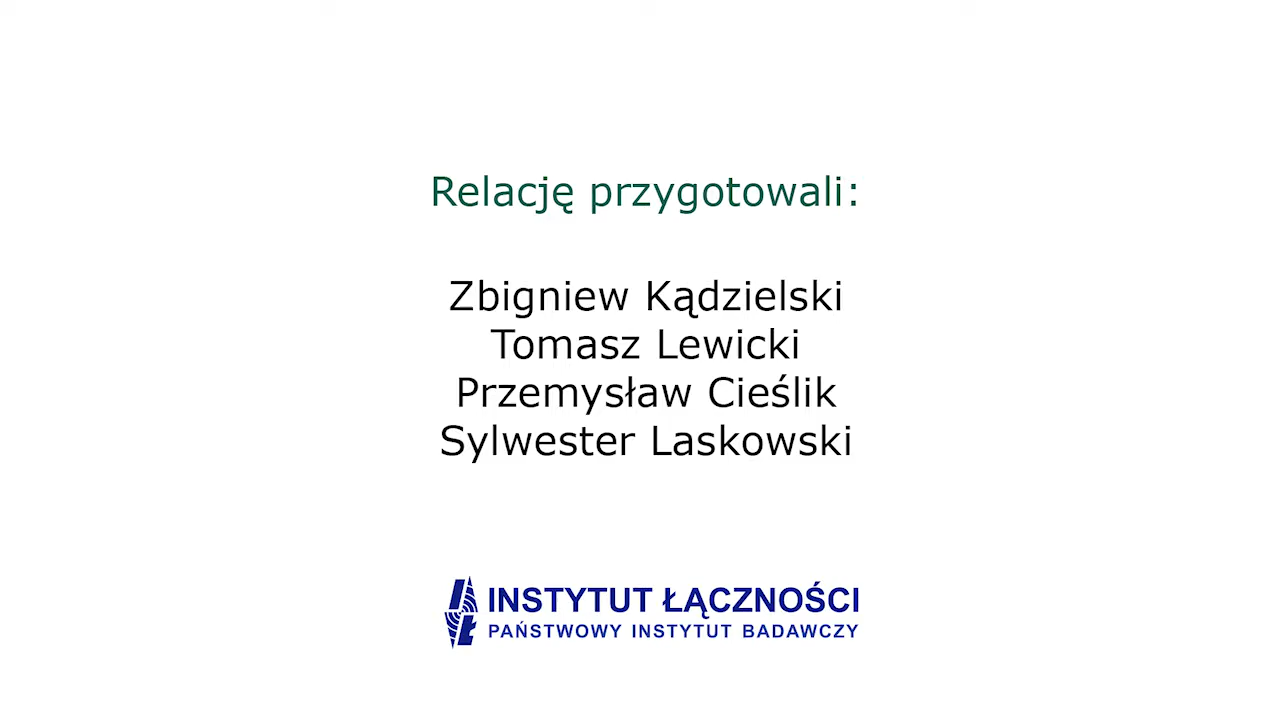 Relację przygotowali:
Zbigniew Kądzielski
Tomasz Lewicki
Przemysław Cieślik
Sylwester Laskowski
INSTYTUT ŁĄCZNOŚCI
PAŃSTWOWY INSTYTUT BADAWCZY